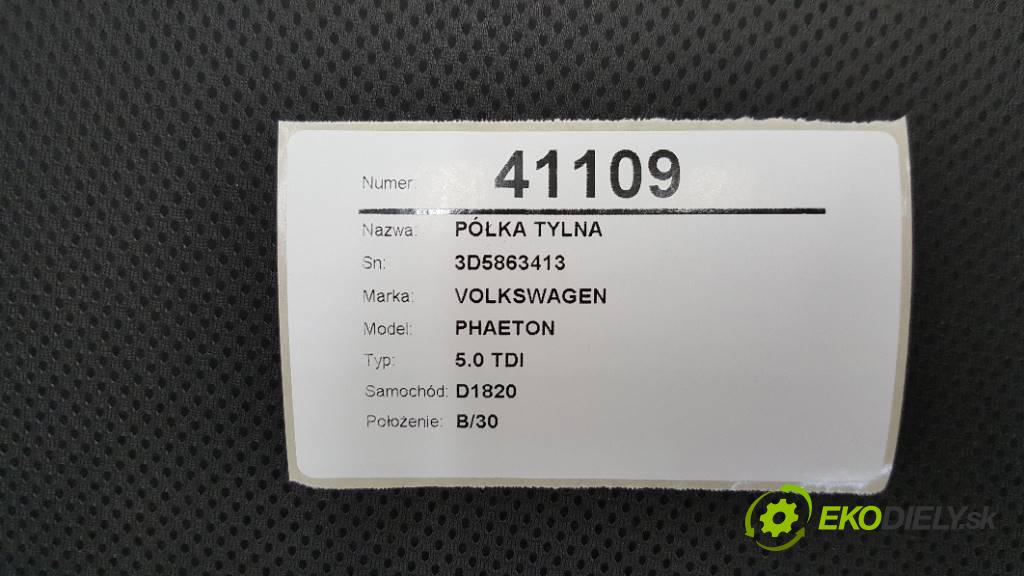 Numer: 41109
Nazwa: PÓŁKA TYLNA
Sn: 3D5863413
Marka: VOLKSWAGEN
Model: PHAETON
Typ: 5.0 TDI
Samochód: D1820
Położenie: B/30
EKODIELY.sk